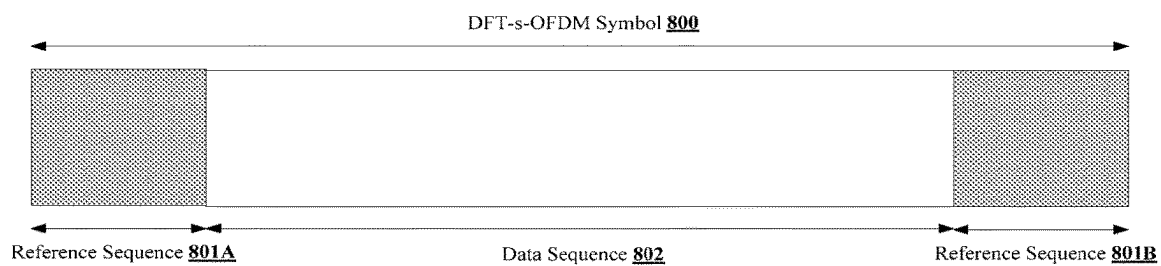 DFT-s-OFDM Symbol 800
Reference Sequence 801A
Data Sequence 802
Reference Sequence 801B